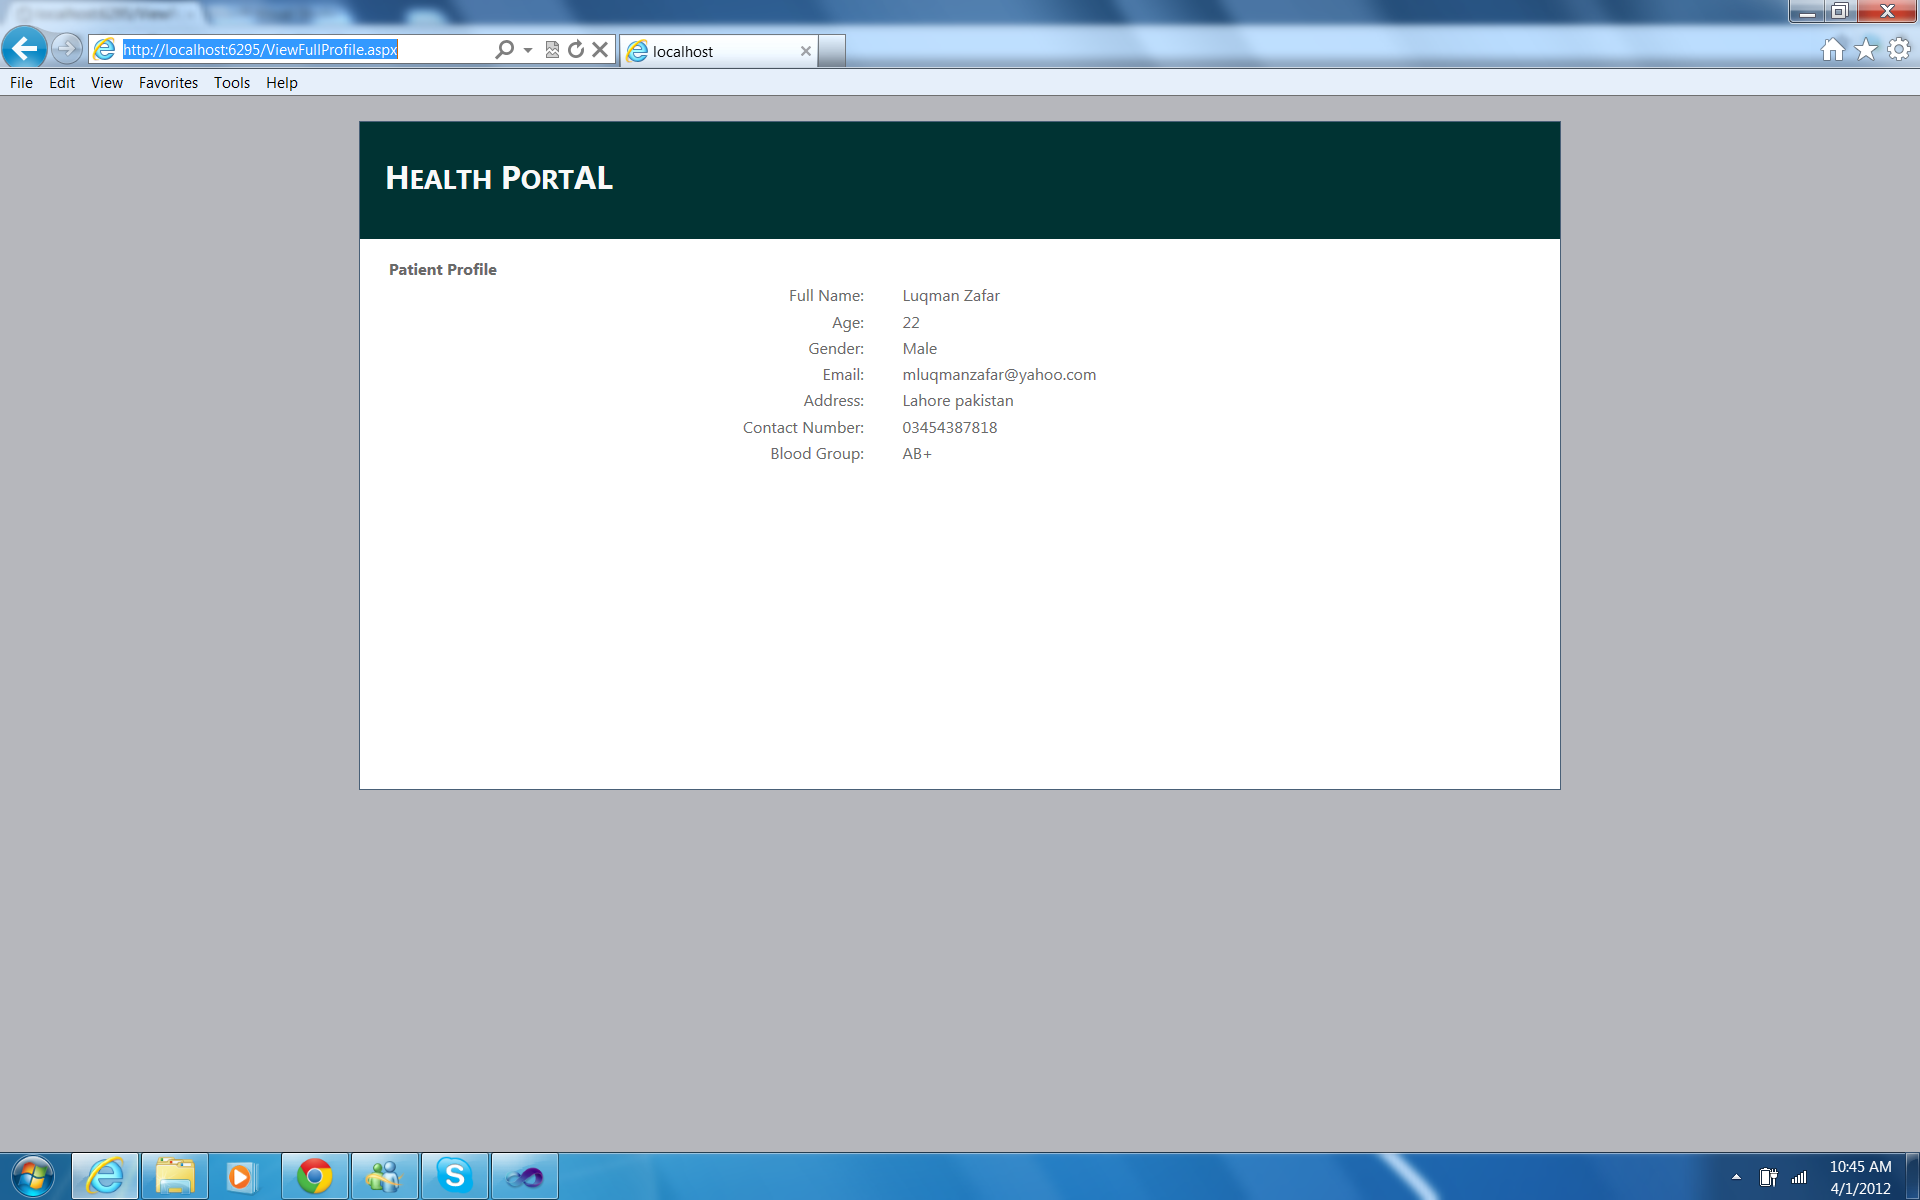 http://localhost:6295/ViewFullProfile.aspx
localhost
File Edit View Favorites Tools Help
HEALTH PORTAL
Patient Profile
Full Name: Luqman Zafar
Age: 22
Gender: Male
Email: mluqmanzafar@yahoo.com
Address: Lahore pakistan
Contact Number: 03454387818
Blood Group: AB+
10:45 AM
4/1/2012